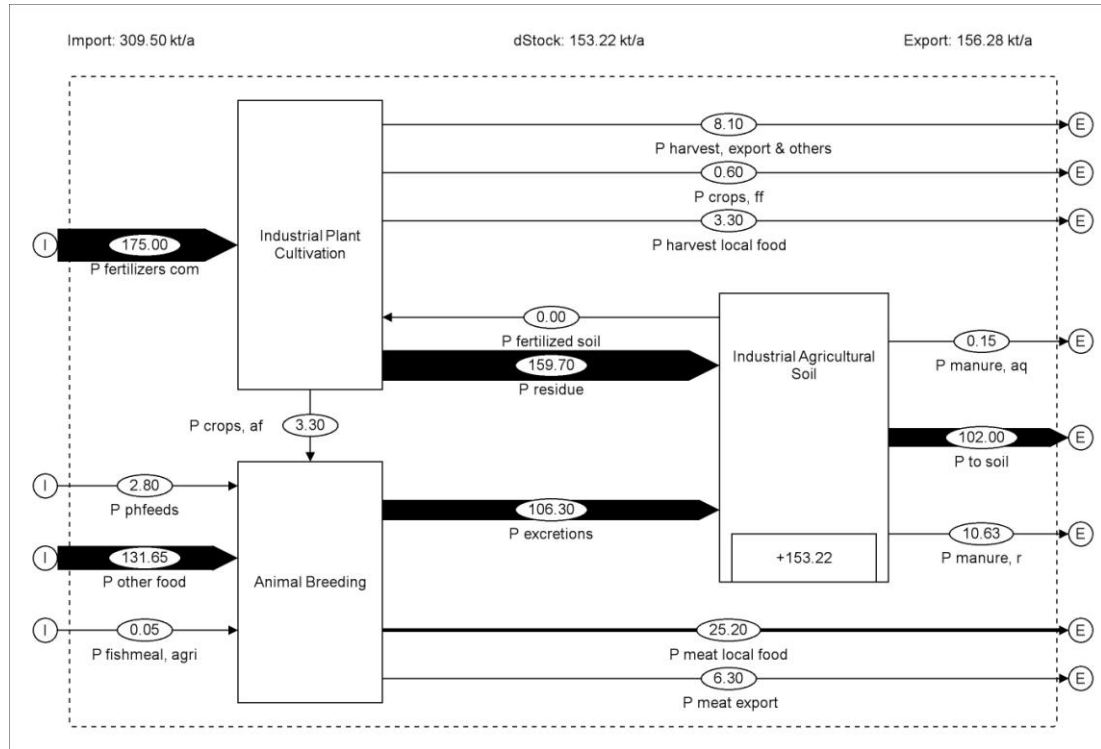 Import: 309.50 kt/a
dStock: 153.22 kt/a
Export: 156.28 kt/a
8.10
E
P harvest, export & others
0.60
E
P crops, ff
3.30
E
P harvest local food
Industrial Plant
Cultivation
I
175.00
P fertilizers com
0.00
P fertilized soil
159.70
P residue
Industrial Agricultural
Soil
0.15
E
P manure, aq
P crops, af
3.30
102.00
E
P to soil
I
2.80
P phfeeds
106.30
P excretions
10.63
E
P manure, r
+153.22
I
131.65
P other food
Animal Breeding
I
0.05
P fishmeal, agri
25.20
E
P meat local food
6.30
E
P meat export